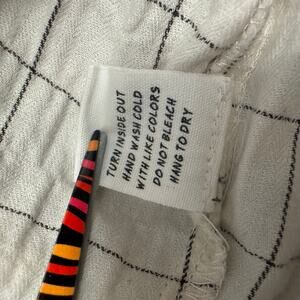 TURN INSIDE OUT
HAND WASH COLD
WITH LIKE COLORS
DO NOT BLEACH
HANG TO DRY